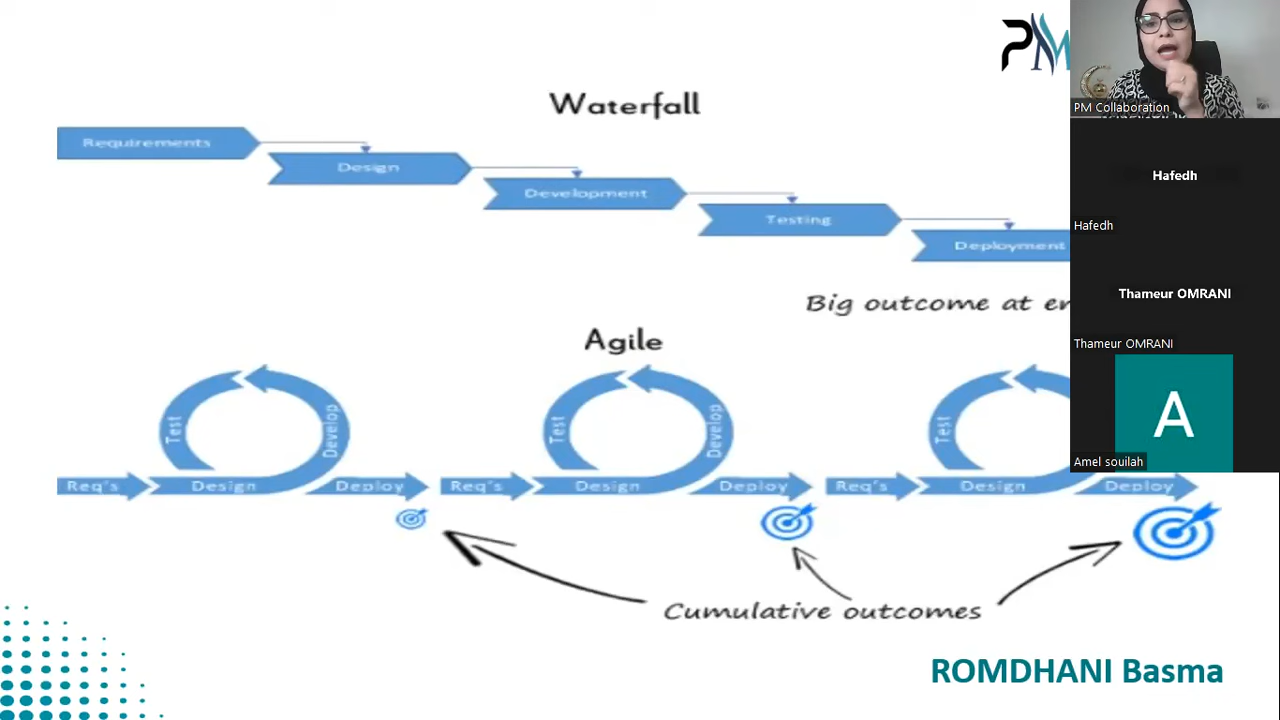 PM
Waterfall
Requirements
Design
Development
Testing
Deployment
Big outcome at
Agile
Test
Develop
Req's
Design
Deploy
Test
Develop
Req's
Design
Deploy
Test
Req's
Design
Deploy
Cumulative outcomes
ROMDHANI Basma
PM Collaboration
Hafedh
Hafedh
Thameur OMRANI
Thameur OMRANI
A
Amel souilah